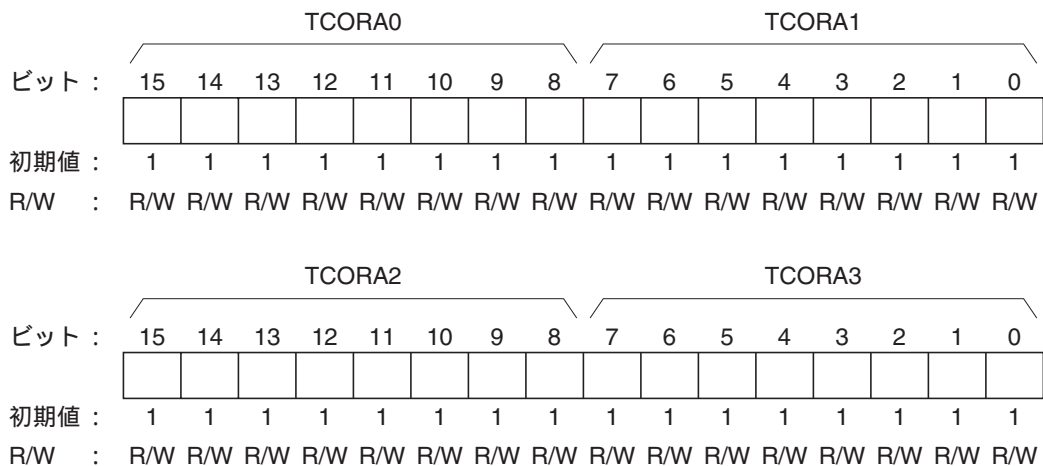 TCORA0 TCORA1
ビット : 15 14 13 12 11 10 9 8 7 6 5 4 3 2 1 0
初期値 : 1 1 1 1 1 1 1 1 1 1 1 1 1 1 1 1
R/W : R/W R/W R/W R/W R/W R/W R/W R/W R/W R/W R/W R/W R/W R/W R/W R/W
TCORA2 TCORA3
ビット : 15 14 13 12 11 10 9 8 7 6 5 4 3 2 1 0
初期値 : 1 1 1 1 1 1 1 1 1 1 1 1 1 1 1 1
R/W : R/W R/W R/W R/W R/W R/W R/W R/W R/W R/W R/W R/W R/W R/W R/W R/W